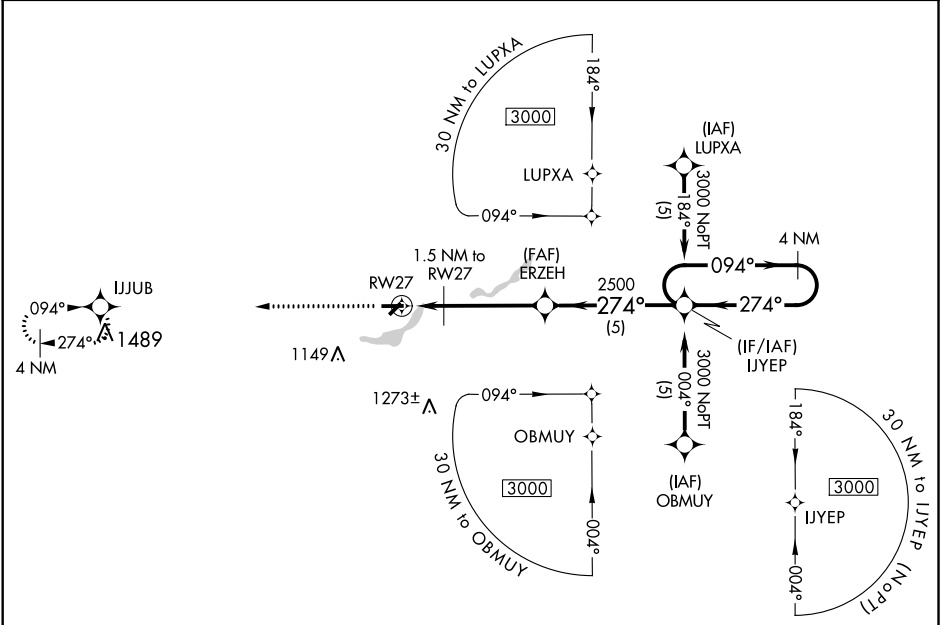 30 NM to LUPXA
184°
3000
LUPXA
094°
(IAF)
LUPXA
3000 NoPT
184°
(5)
4 NM
094°
274°
1.5 NM to
RW27
(FAF)
ERZEH
RW27
2500
274°
(5)
(IF/IAF)
IJYEP
IJJUB
094°
1489
274°
4 NM
1149
1273±
094°
OBMUY
3000
004°
30 NM to OBMUY
3000 NoPT
004°
(5)
(IAF)
OBMUY
184°
3000
IJYEP
004°
30 NM to IJYEP (NoPT)